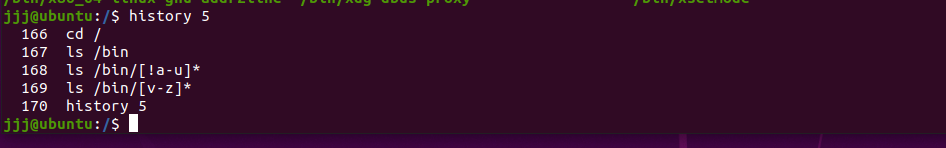 jjj@ubuntu:/$ history 5
166 cd /
167 ls /bin
168 ls /bin/[!a-u]*
169 ls /bin/[v-z]*
170 history 5
jjj@ubuntu:/$